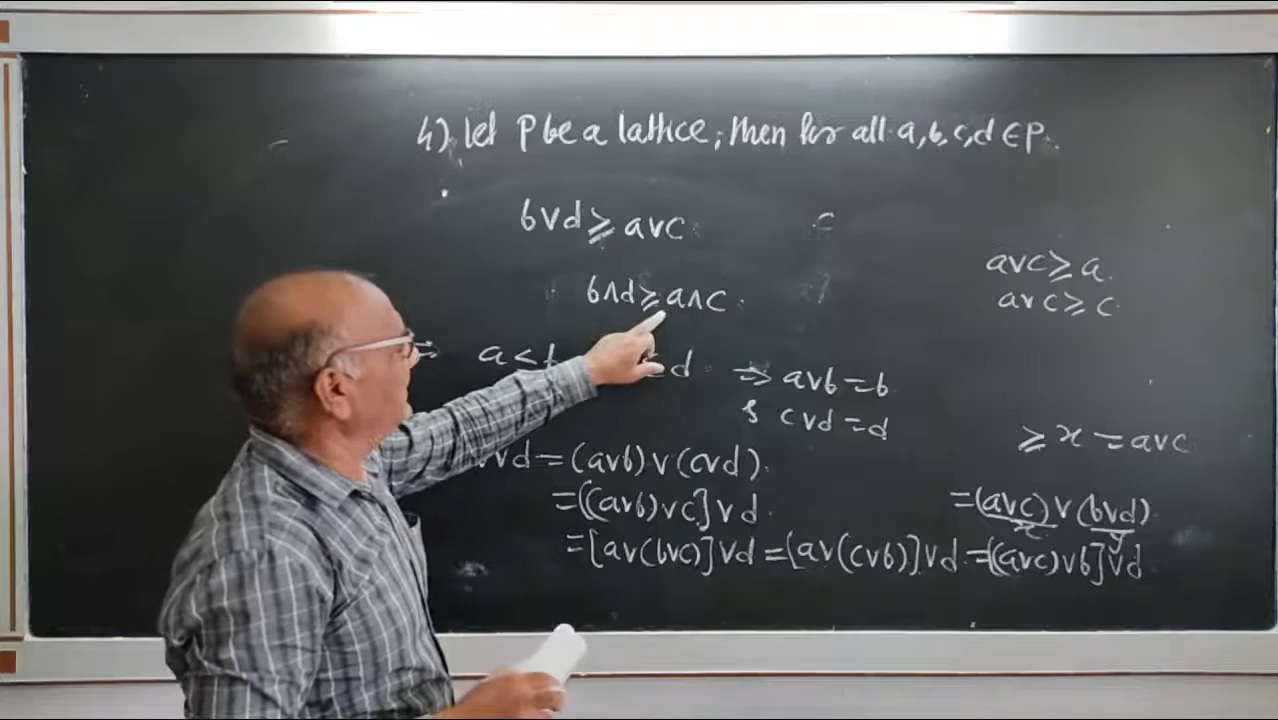 4) Let P be a lattice; then for all a, b, c, d ∈ P.
b∨d ≥ a∨c
c
b∧d ≥ a∧c
a∨c ≥ a
a∨c ≥ c
⇒ a ≤ b
d ⇒ a∨b = b
& c∨d = d
≥ x = a∨c
∨d = (a∨b)∨(c∨d)
= [(a∨b)∨c]∨d
= (a∨c)∨(b∨d)
x y
= [a∨(b∨c)]∨d = [a∨(c∨b)]∨d = [(a∨c)∨b]∨d